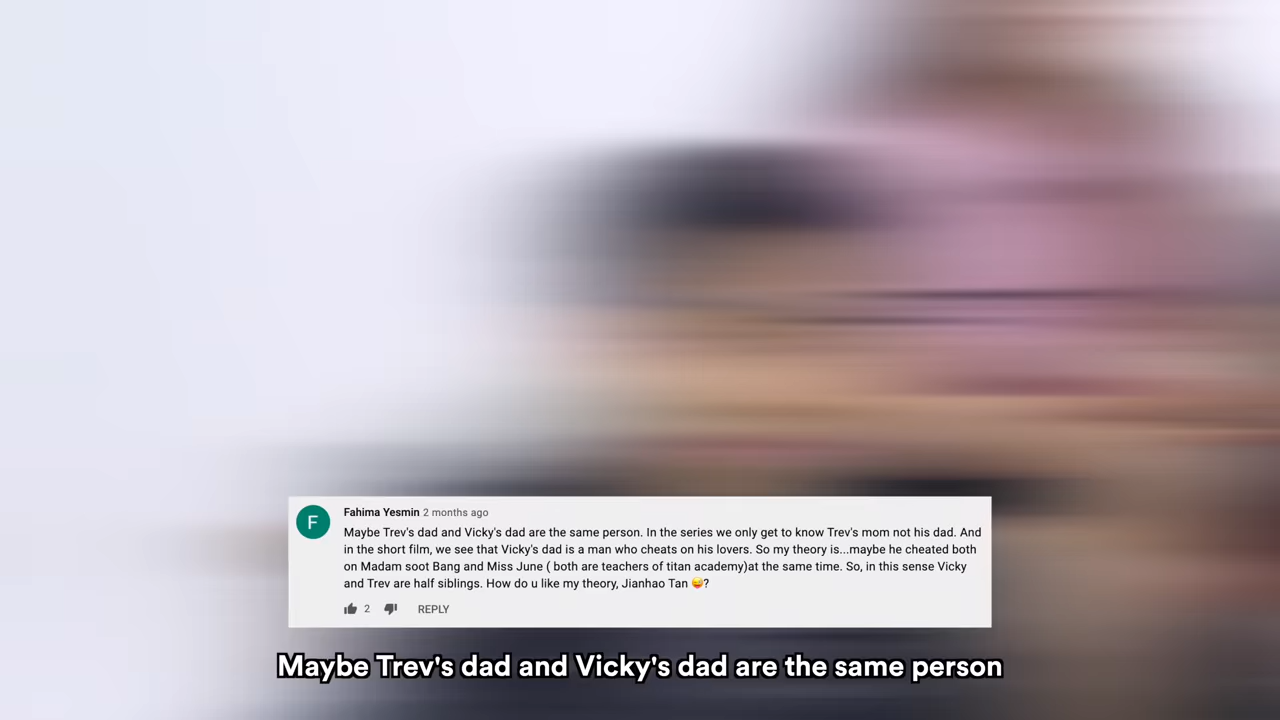 F
Fahima Yesmin 2 months ago
Maybe Trev's dad and Vicky's dad are the same person. In the series we only get to know Trev's mom not his dad. And
in the short film, we see that Vicky's dad is a man who cheats on his lovers. So my theory is...maybe he cheated both
on Madam soot Bang and Miss June ( both are teachers of titan academy)at the same time. So, in this sense Vicky
and Trev are half siblings. How do u like my theory, Jianhao Tan 😝?
2 REPLY
Maybe Trev's dad and Vicky's dad are the same person